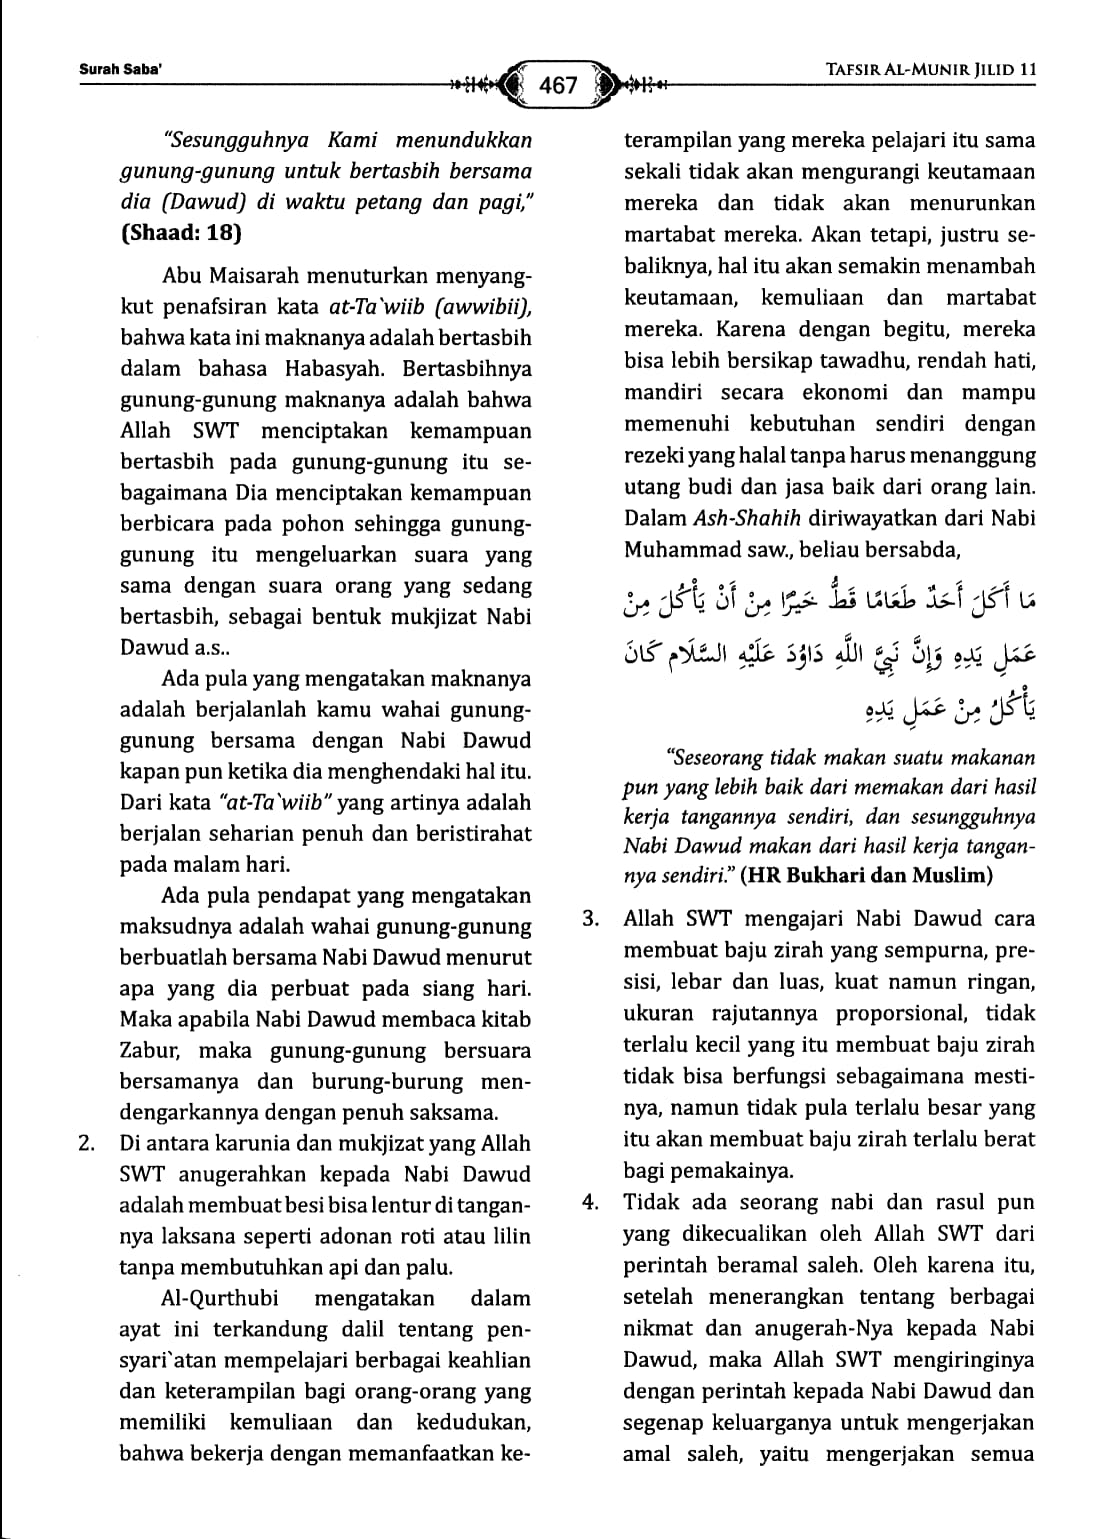 Surah Saba'
467
TAFSIR AL-MUNIR JILID 11
“Sesungguhnya Kami menundukkan
gunung-gunung untuk bertasbih bersama
dia (Dawud) di waktu petang dan pagi,”
(Shaad: 18)
Abu Maisarah menuturkan menyang-
kut penafsiran kata at-Ta`wiib (awwibii),
bahwa kata ini maknanya adalah bertasbih
dalam bahasa Habasyah. Bertasbihnya
gunung-gunung maknanya adalah bahwa
Allah SWT menciptakan kemampuan
bertasbih pada gunung-gunung itu se-
bagaimana Dia menciptakan kemampuan
berbicara pada pohon sehingga gunung-
gunung itu mengeluarkan suara yang
sama dengan suara orang yang sedang
bertasbih, sebagai bentuk mukjizat Nabi
Dawud a.s..
Ada pula yang mengatakan maknanya
adalah berjalanlah kamu wahai gunung-
gunung bersama dengan Nabi Dawud
kapan pun ketika dia menghendaki hal itu.
Dari kata “at-Ta`wiib” yang artinya adalah
berjalan seharian penuh dan beristirahat
pada malam hari.
Ada pula pendapat yang mengatakan
maksudnya adalah wahai gunung-gunung
berbuatlah bersama Nabi Dawud menurut
apa yang dia perbuat pada siang hari.
Maka apabila Nabi Dawud membaca kitab
Zabur, maka gunung-gunung bersuara
bersamanya dan burung-burung men-
dengarkannya dengan penuh saksama.
2. Di antara karunia dan mukjizat yang Allah
SWT anugerahkan kepada Nabi Dawud
adalah membuat besi bisa lentur di tangan-
nya laksana seperti adonan roti atau lilin
tanpa membutuhkan api dan palu.
Al-Qurthubi mengatakan dalam
ayat ini terkandung dalil tentang pen-
syari`atan mempelajari berbagai keahlian
dan keterampilan bagi orang-orang yang
memiliki kemuliaan dan kedudukan,
bahwa bekerja dengan memanfaatkan ke-
terampilan yang mereka pelajari itu sama
sekali tidak akan mengurangi keutamaan
mereka dan tidak akan menurunkan
martabat mereka. Akan tetapi, justru se-
baliknya, hal itu akan semakin menambah
keutamaan, kemuliaan dan martabat
mereka. Karena dengan begitu, mereka
bisa lebih bersikap tawadhu, rendah hati,
mandiri secara ekonomi dan mampu
memenuhi kebutuhan sendiri dengan
rezeki yang halal tanpa harus menanggung
utang budi dan jasa baik dari orang lain.
Dalam Ash-Shahih diriwayatkan dari Nabi
Muhammad saw., beliau bersabda,
مَا أَكَلَ أَحَدٌ طَعَامًا قَطُّ خَيْرًا مِنْ أَنْ يَأْكُلَ مِنْ
عَمَلِ يَدِهِ وَإِنَّ نَبِيَّ اللَّهِ دَاوُدَ عَلَيْهِ السَّلَام كَانَ
يَأْكُلُ مِنْ عَمَلِ يَدِهِ
“Seseorang tidak makan suatu makanan
pun yang lebih baik dari memakan dari hasil
kerja tangannya sendiri, dan sesungguhnya
Nabi Dawud makan dari hasil kerja tangan-
nya sendiri.” (HR Bukhari dan Muslim)
3. Allah SWT mengajari Nabi Dawud cara
membuat baju zirah yang sempurna, pre-
sisi, lebar dan luas, kuat namun ringan,
ukuran rajutannya proporsional, tidak
terlalu kecil yang itu membuat baju zirah
tidak bisa berfungsi sebagaimana mesti-
nya, namun tidak pula terlalu besar yang
itu akan membuat baju zirah terlalu berat
bagi pemakainya.
4. Tidak ada seorang nabi dan rasul pun
yang dikecualikan oleh Allah SWT dari
perintah beramal saleh. Oleh karena itu,
setelah menerangkan tentang berbagai
nikmat dan anugerah-Nya kepada Nabi
Dawud, maka Allah SWT mengiringinya
dengan perintah kepada Nabi Dawud dan
segenap keluarganya untuk mengerjakan
amal saleh, yaitu mengerjakan semua